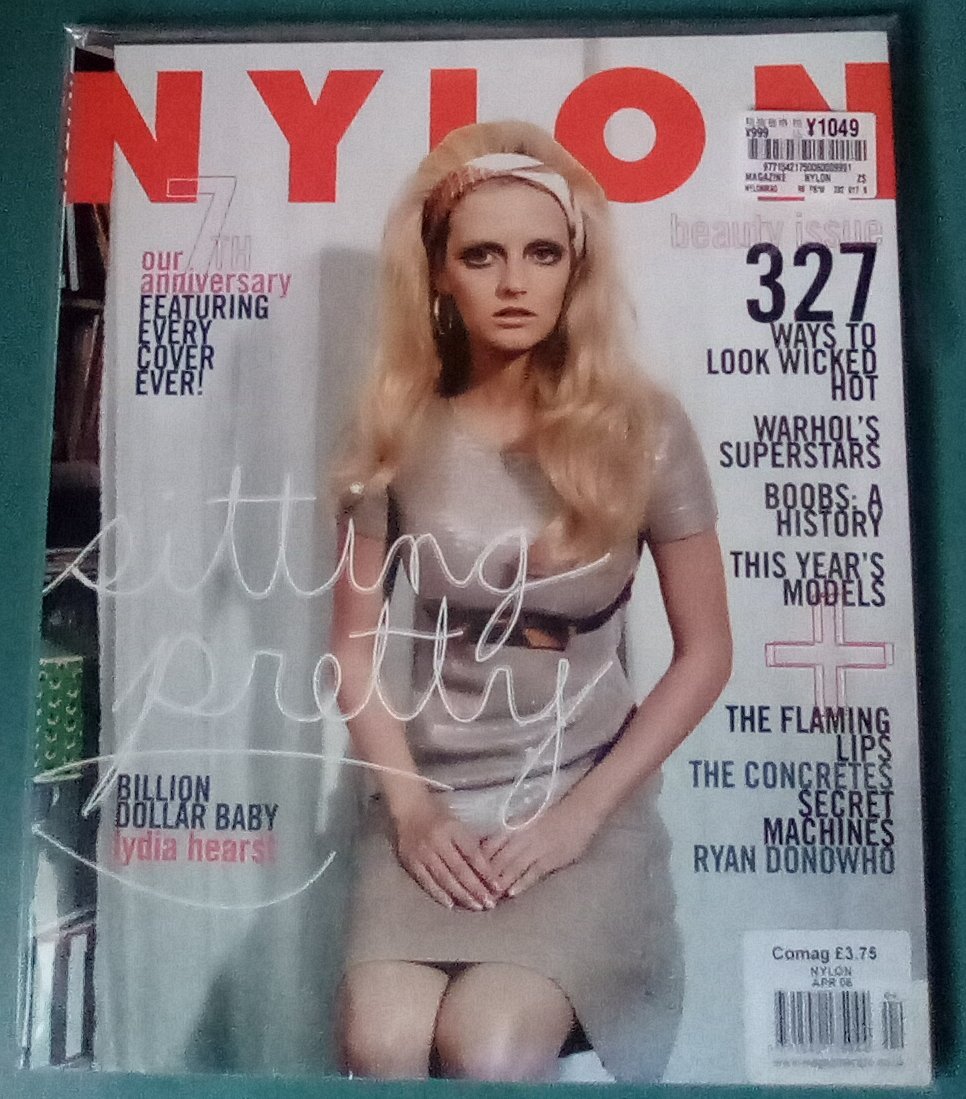 NYLON
¥999
¥1049
MAGAZINE NYLON ZS
7TH
our
anniversary
FEATURING
EVERY
COVER
EVER!
beauty issue
327
WAYS TO
LOOK WICKED
HOT
WARHOL'S
SUPERSTARS
BOOBS: A
HISTORY
THIS YEAR'S
MODELS
+
THE FLAMING
LIPS
THE CONCRETES
SECRET
MACHINES
RYAN DONOWHO
sitting
pretty
BILLION
DOLLAR BABY
lydia hearst
Comag £3.75
NYLON
APR 06